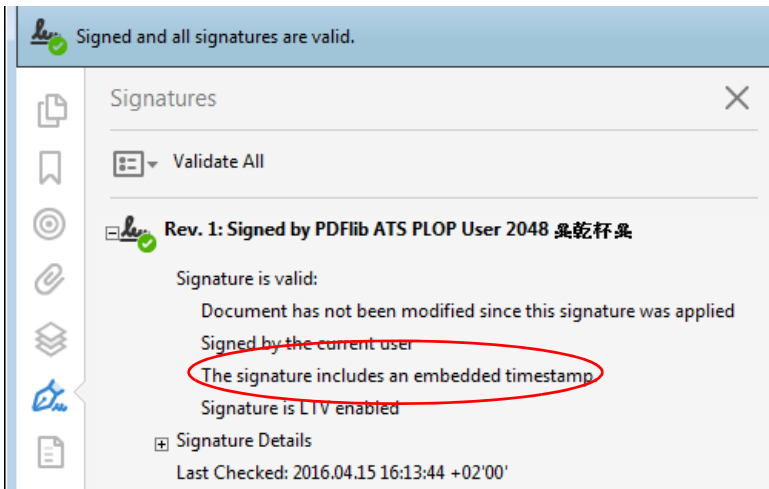 Signed and all signatures are valid.
Signatures
Validate All
Rev. 1: Signed by PDFlib ATS PLOP User 2048 乾杯
Signature is valid:
Document has not been modified since this signature was applied
Signed by the current user
The signature includes an embedded timestamp.
Signature is LTV enabled
Signature Details
Last Checked: 2016.04.15 16:13:44 +02'00'